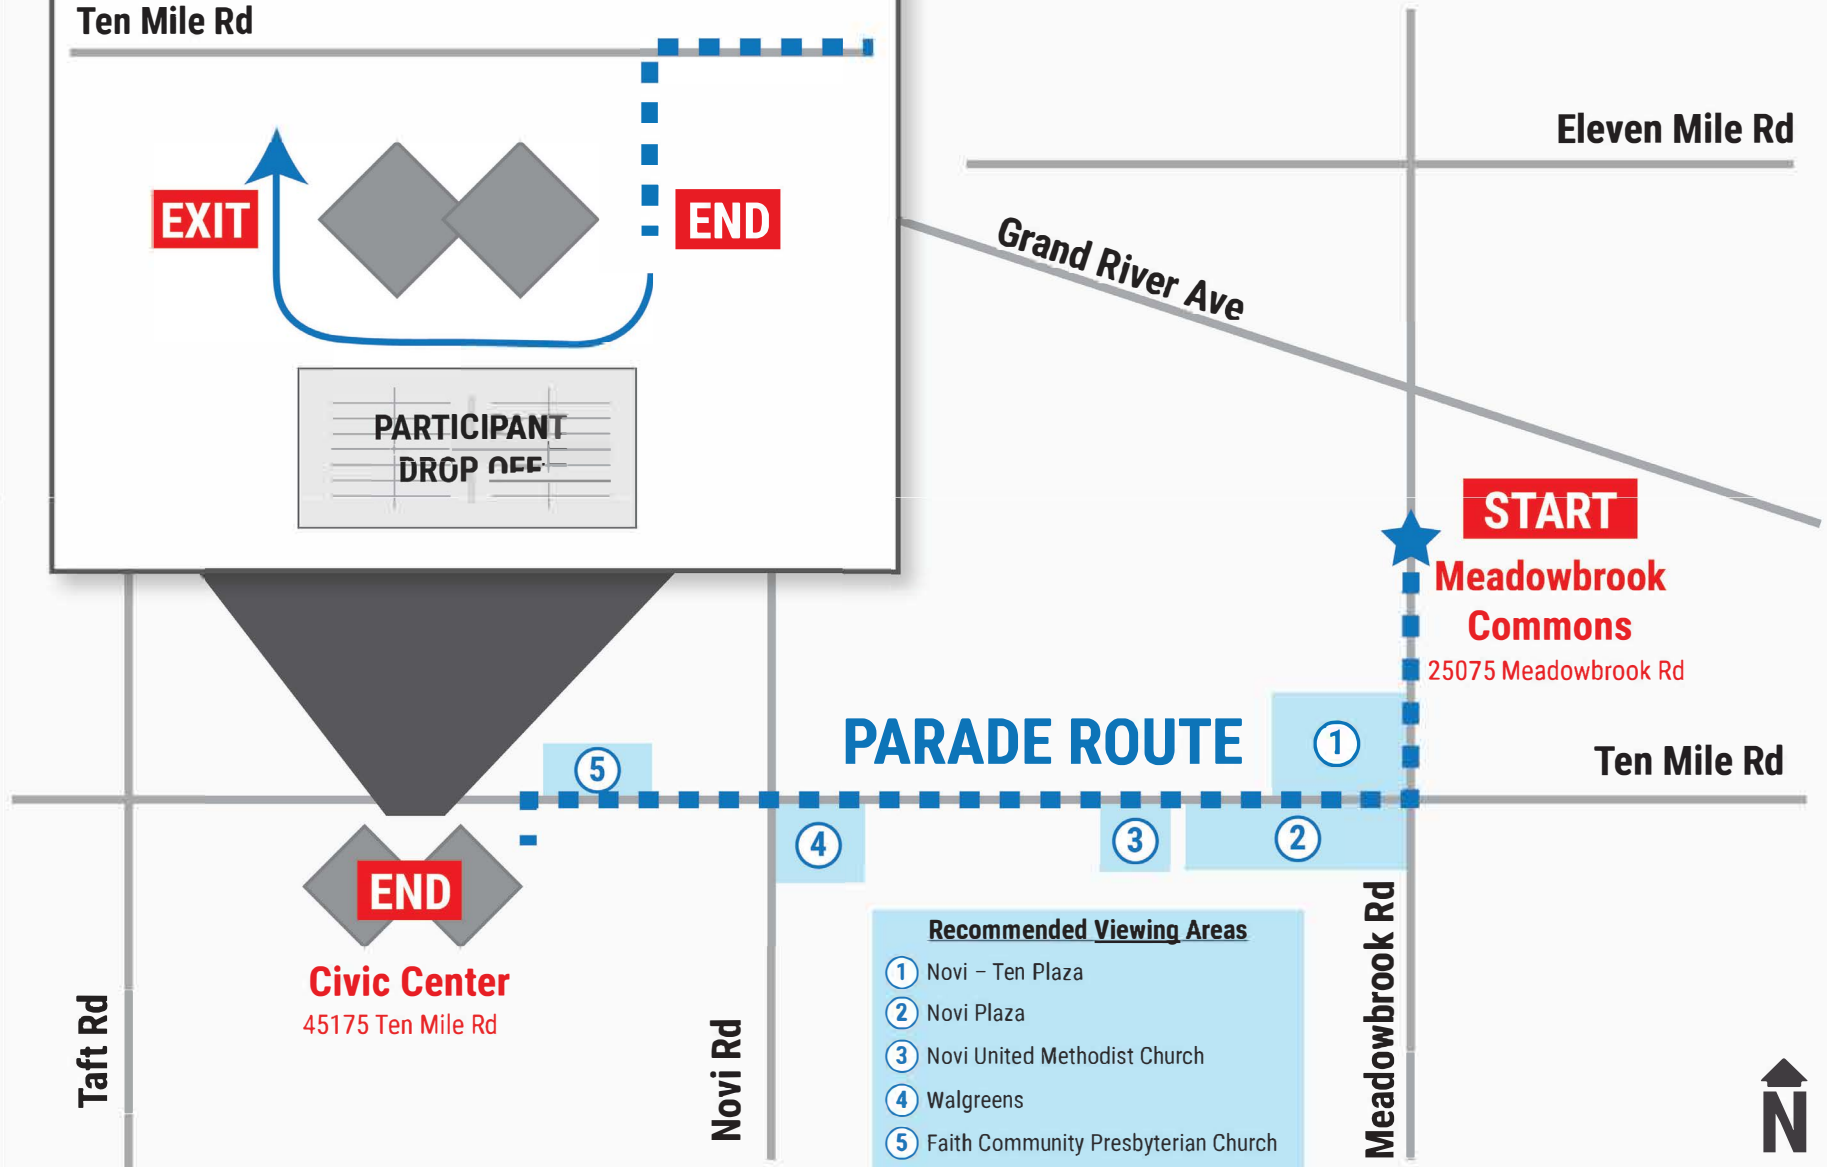 Ten Mile Rd
EXIT
END
PARTICIPANT
DROP OFF
Eleven Mile Rd
Grand River Ave
START
Meadowbrook
Commons
25075 Meadowbrook Rd
PARADE ROUTE
Ten Mile Rd
1
5
4
3
2
END
Civic Center
45175 Ten Mile Rd
Taft Rd
Novi Rd
Meadowbrook Rd
Recommended Viewing Areas
1 Novi – Ten Plaza
2 Novi Plaza
3 Novi United Methodist Church
4 Walgreens
5 Faith Community Presbyterian Church
N